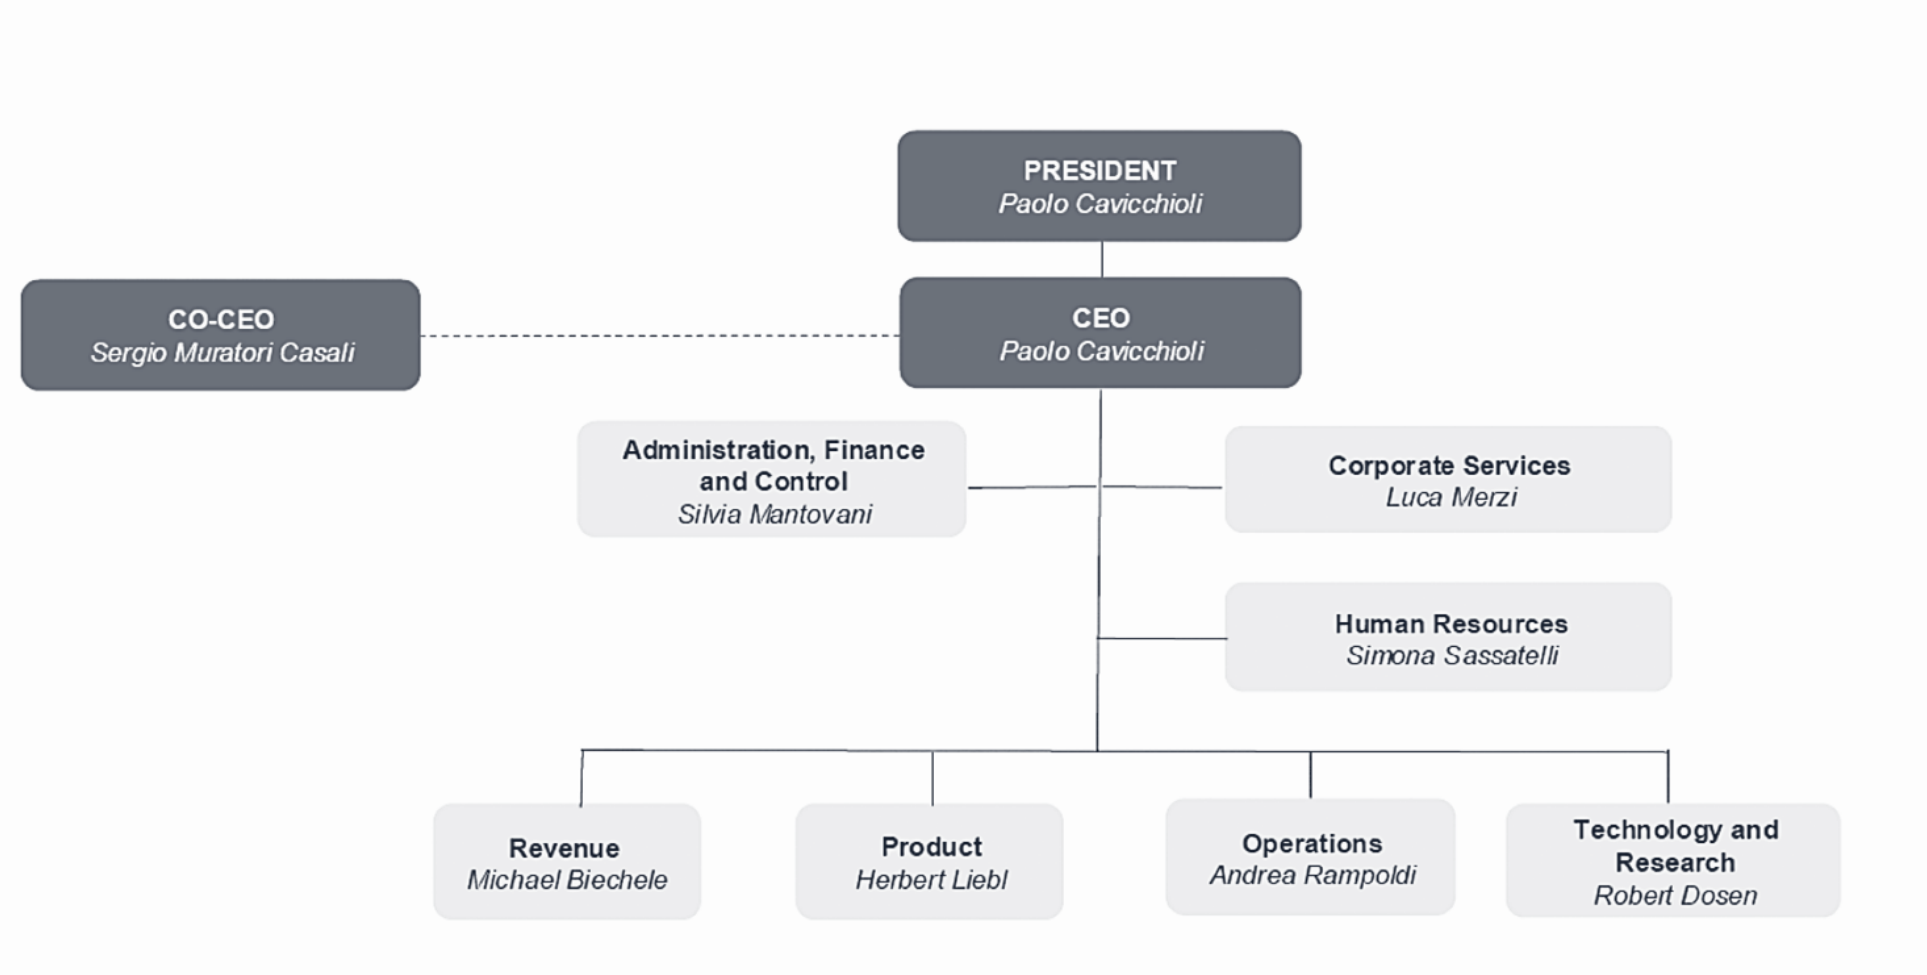 PRESIDENT
Paolo Cavicchioli
CO-CEO
Sergio Muratori Casali
CEO
Paolo Cavicchioli
Administration, Finance
and Control
Silvia Mantovani
Corporate Services
Luca Merzi
Human Resources
Simona Sassatelli
Revenue
Michael Biechele
Product
Herbert Liebl
Operations
Andrea Rampoldi
Technology and
Research
Robert Dosen